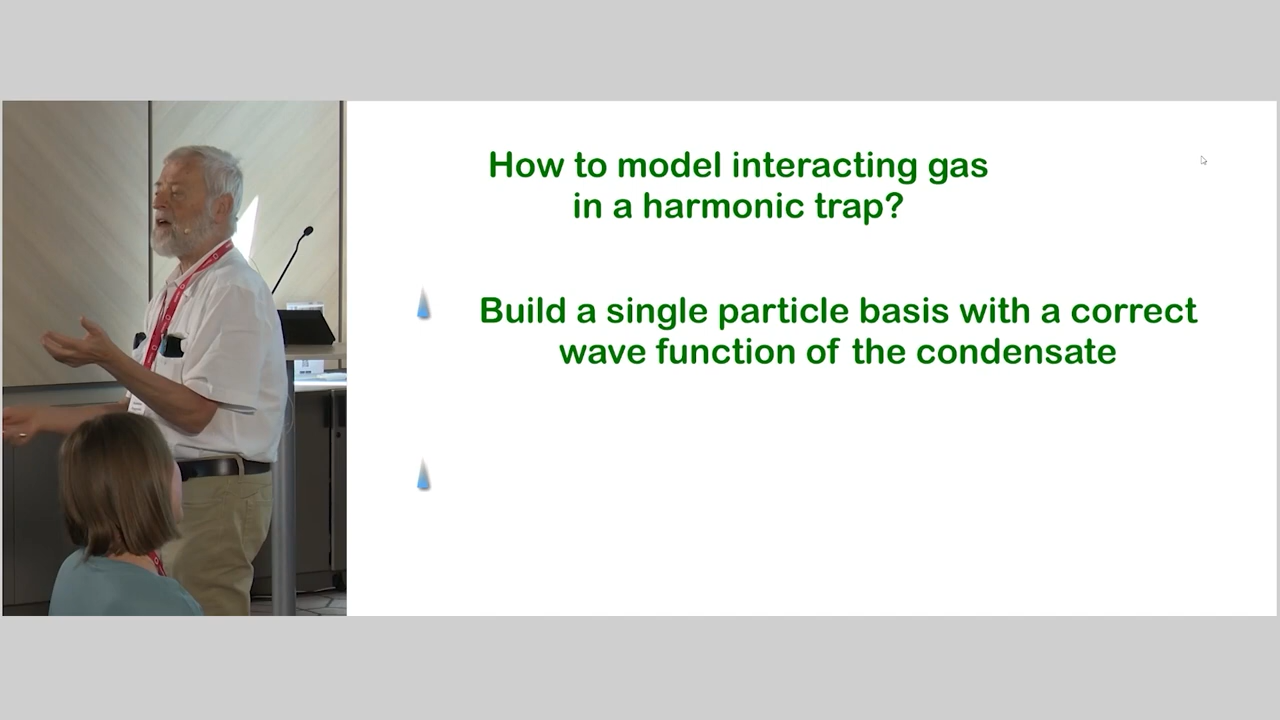 How to model interacting gas
in a harmonic trap?
Build a single particle basis with a correct
wave function of the condensate